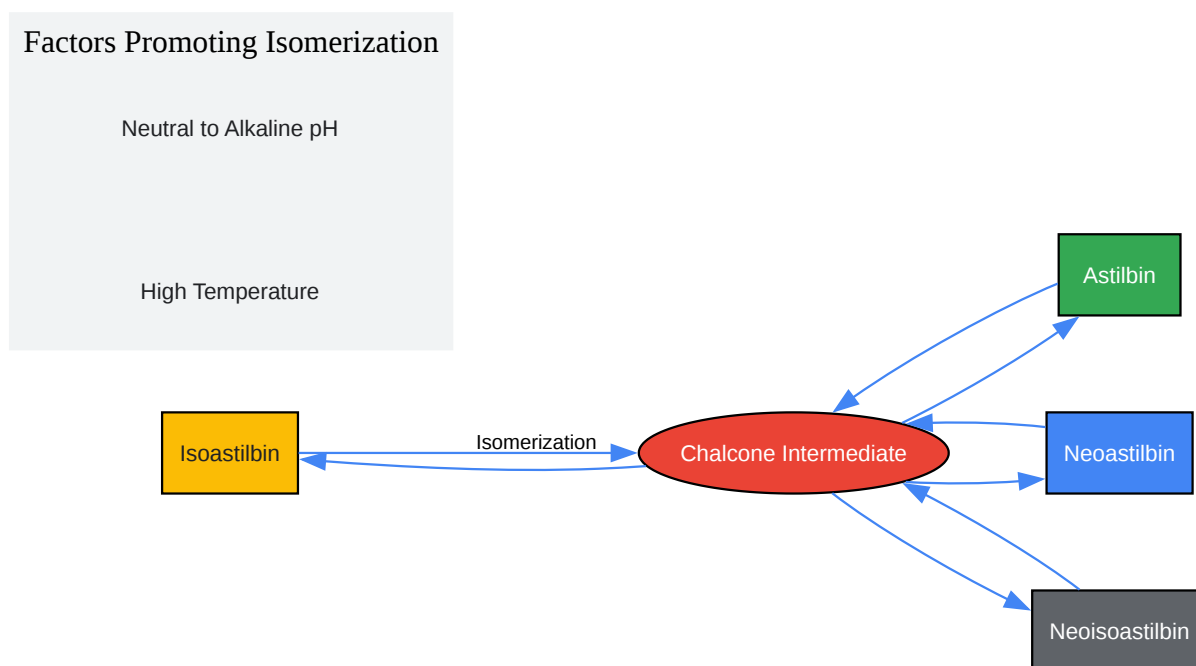 Factors Promoting Isomerization
Neutral to Alkaline pH
High Temperature
Astilbin
Isoastilbin
Isomerization
Chalcone Intermediate
Neoastilbin
Neoisoastilbin